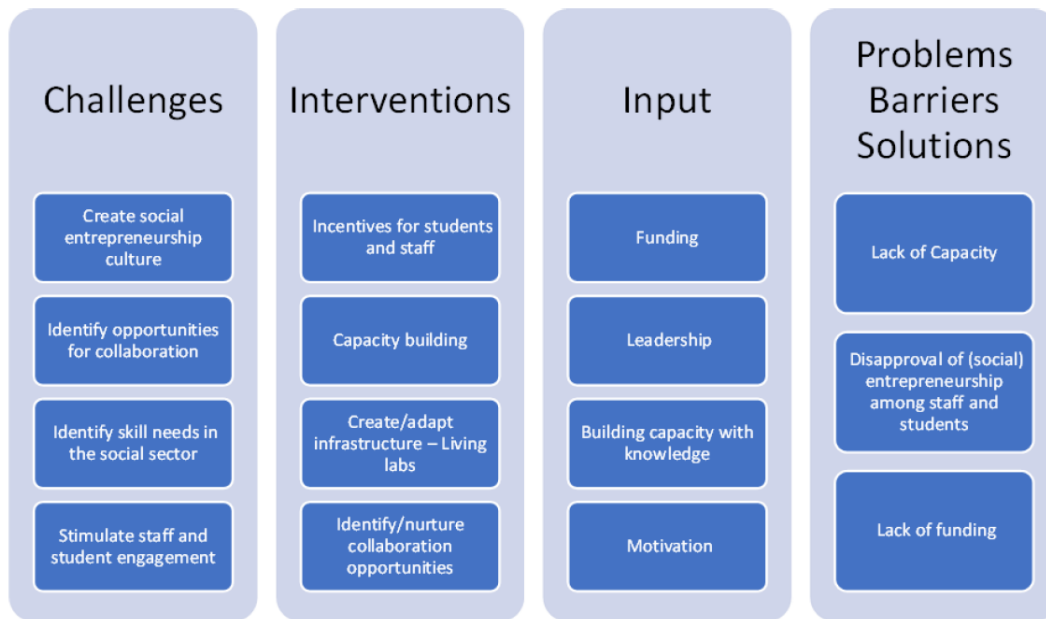 Challenges
Create social
entrepreneurship
culture
Identify opportunities
for collaboration
Identify skill needs in
the social sector
Stimulate staff and
student engagement
Interventions
Incentives for students
and staff
Capacity building
Create/adapt
infrastructure – Living
labs
Identify/nurture
collaboration
opportunities
Input
Funding
Leadership
Building capacity with
knowledge
Motivation
Problems
Barriers
Solutions
Lack of Capacity
Disapproval of (social)
entrepreneurship
among staff and
students
Lack of funding